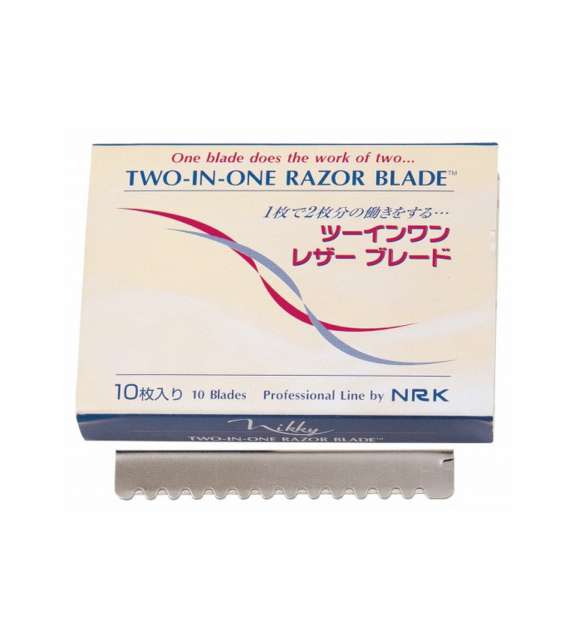 One blade does the work of two...
TWO-IN-ONE RAZOR BLADE™
1枚で2枚分の働きをする…
ツーインワン
レザー ブレード
10枚入り 10 Blades Professional Line by NRK
Nikky
TWO-IN-ONE RAZOR BLADE™